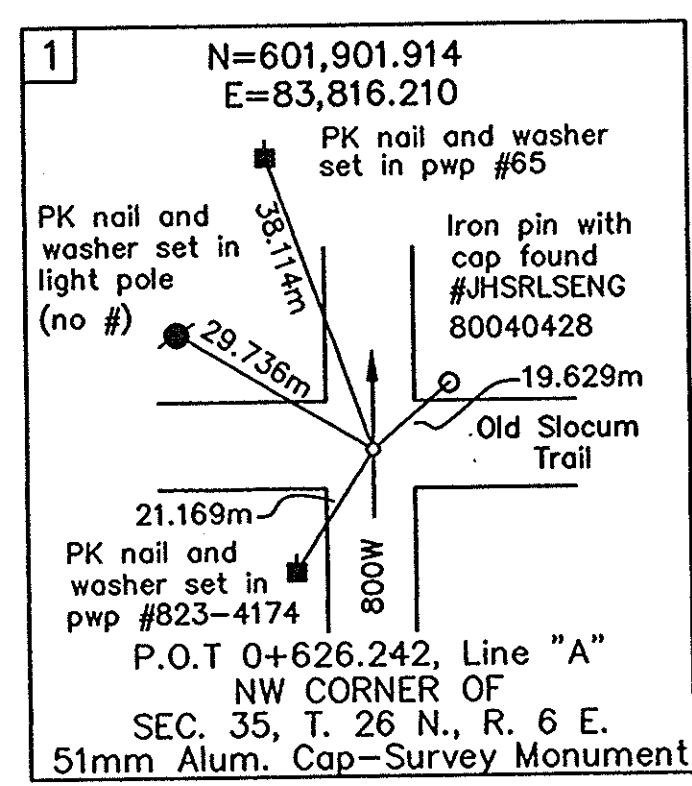 1
N=601,901.914
E=83,816.210
PK nail and washer
set in pwp #65
PK nail and
washer set in
light pole
(no #)
38.114m
Iron pin with
cap found
#JHSRLSENG
80040428
29.736m
19.629m
Old Slocum
Trail
21.169m
PK nail and
washer set in
pwp #823-4174
800W
P.O.T 0+626.242, Line "A"
NW CORNER OF
SEC. 35, T. 26 N., R. 6 E.
51mm Alum. Cap-Survey Monument